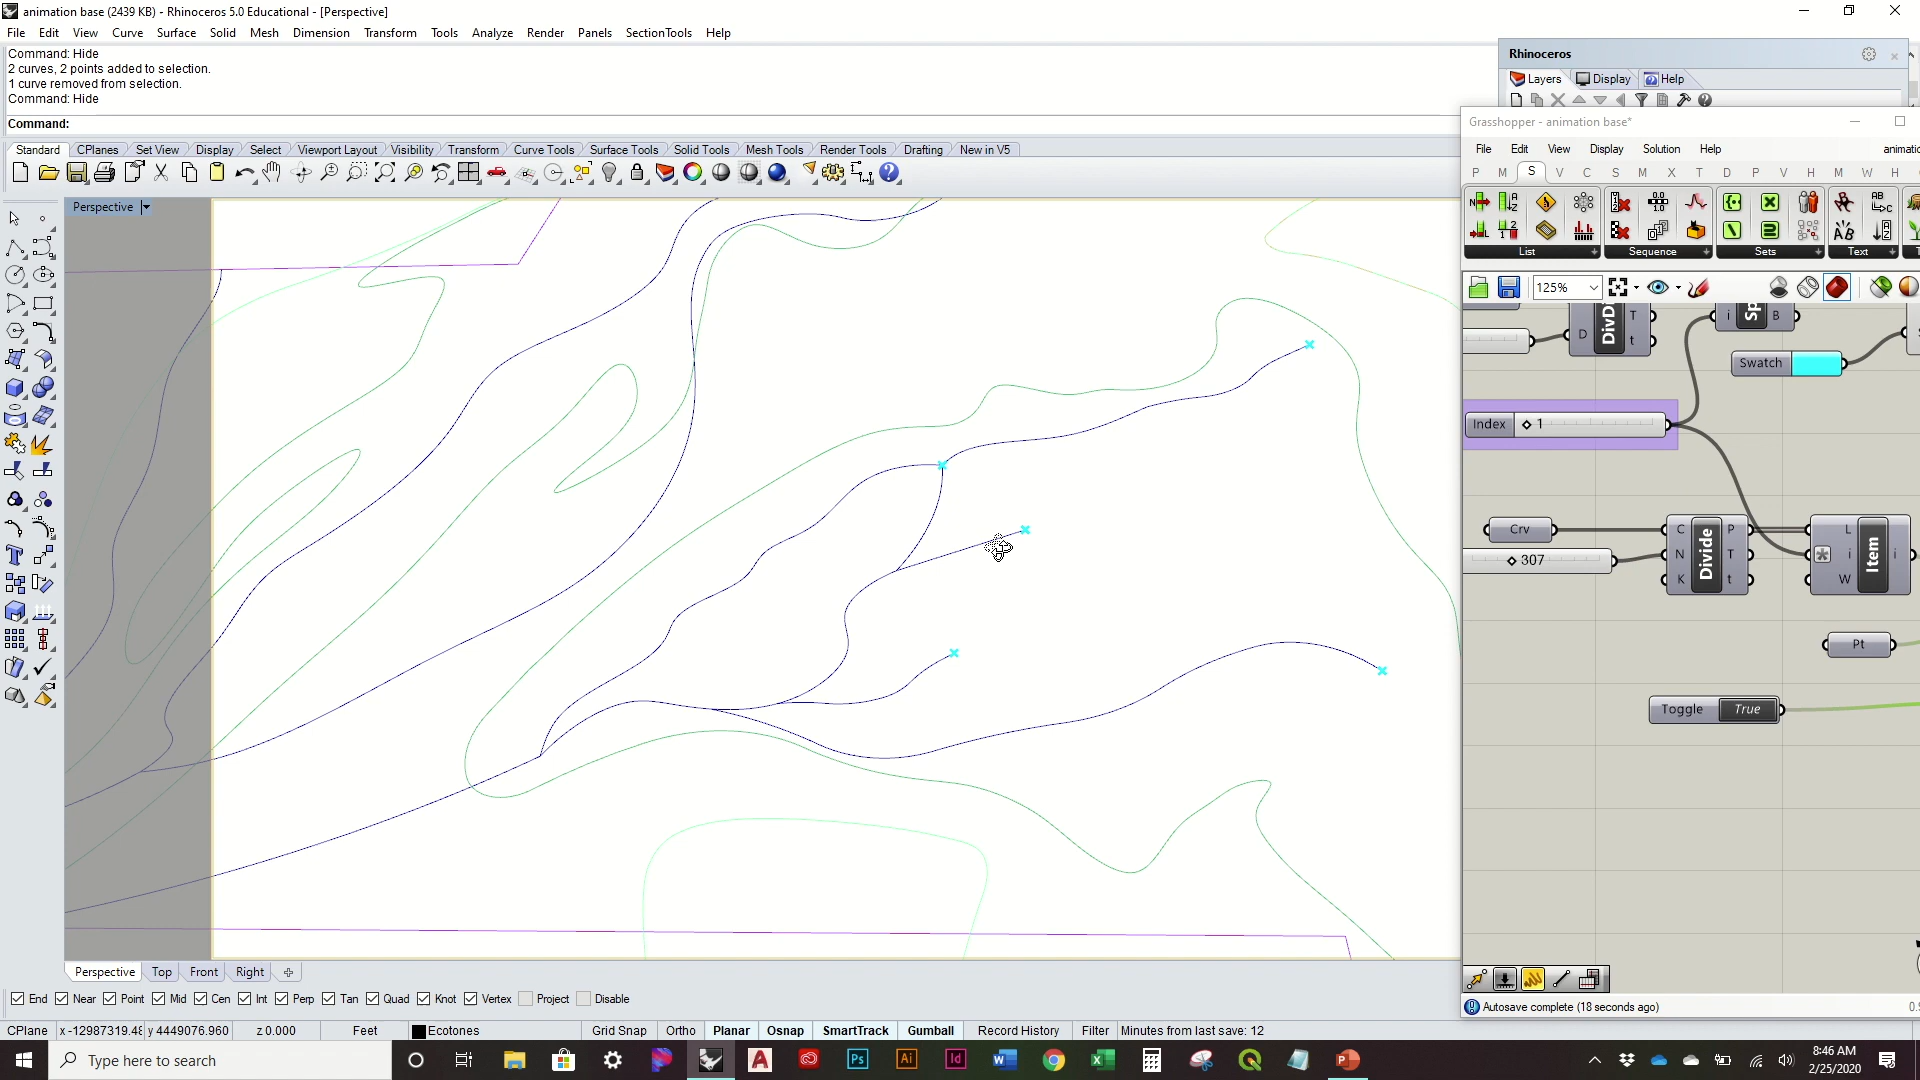 animation base (2439 KB) - Rhinoceros 5.0 Educational - [Perspective]
File Edit View Curve Surface Solid Mesh Dimension Transform Tools Analyze Render Panels SectionTools Help
Command: Hide
2 curves, 2 points added to selection.
1 curve removed from selection.
Command: Hide
Command:
Standard CPlanes Set View Display Select Viewport Layout Visibility Transform Curve Tools Surface Tools Solid Tools Mesh Tools Render Tools Drafting New in V5
Perspective
Rhinoceros
Layers Display Help
Grasshopper - animation base*
File Edit View Display Solution Help animatio
P M S V C S M X T D P V H M W H
List Sequence Sets Text
125%
D DivD T t
i Sp B
Swatch
Index 1
Crv
307
C N K Divide P T t
L i W Item i
Pt
Toggle True
Autosave complete (18 seconds ago)
Perspective Top Front Right
End Near Point Mid Cen Int Perp Tan Quad Knot Vertex Project Disable
CPlane x -12987319.48 y 4449076.960 z 0.000 Feet Ecotones Grid Snap Ortho Planar Osnap SmartTrack Gumball Record History Filter Minutes from last save: 12
Type here to search
8:46 AM
2/25/2020